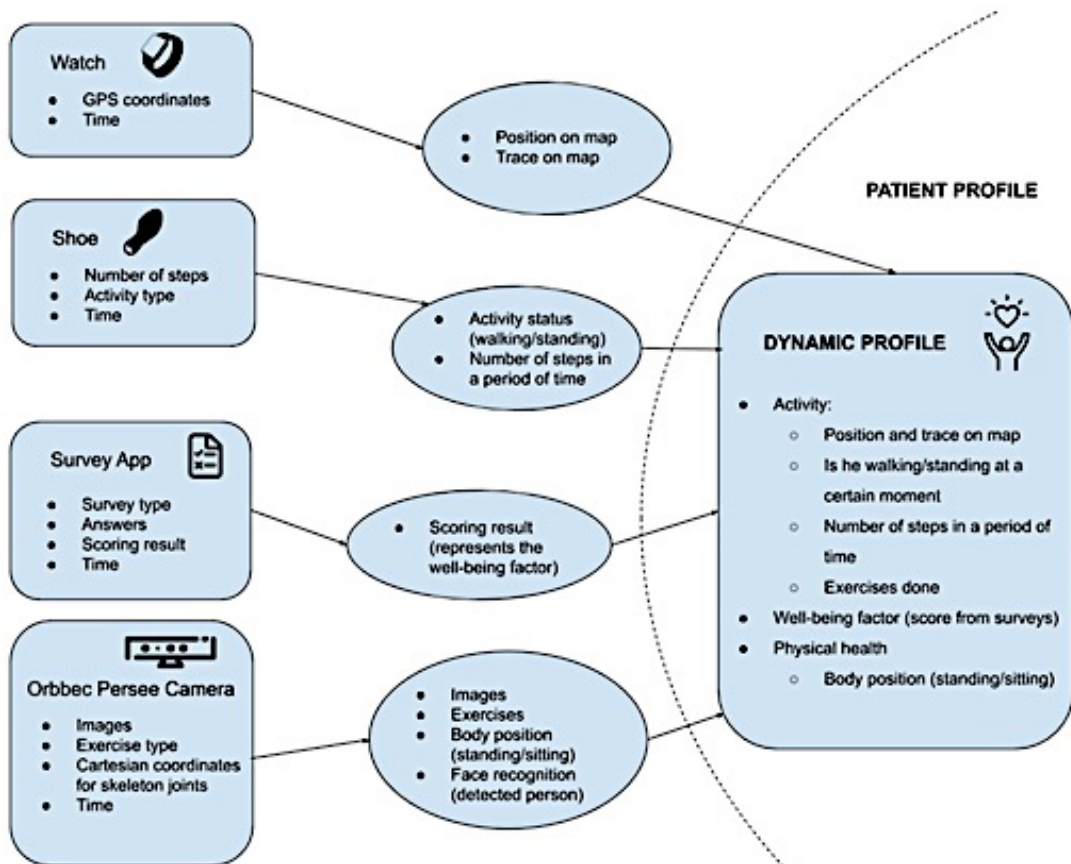 Watch
● GPS coordinates
● Time
● Position on map
● Trace on map
PATIENT PROFILE
Shoe
● Number of steps
● Activity type
● Time
● Activity status
(walking/standing)
● Number of steps in
a period of time
DYNAMIC PROFILE
● Activity:
○ Position and trace on map
○ Is he walking/standing at a
certain moment
○ Number of steps in a period of
time
○ Exercises done
● Well-being factor (score from surveys)
● Physical health
○ Body position (standing/sitting)
Survey App
● Survey type
● Answers
● Scoring result
● Time
● Scoring result
(represents the
well-being factor)
Orbbec Persee Camera
● Images
● Exercise type
● Cartesian coordinates
for skeleton joints
● Time
● Images
● Exercises
● Body position
(standing/sitting)
● Face recognition
(detected person)